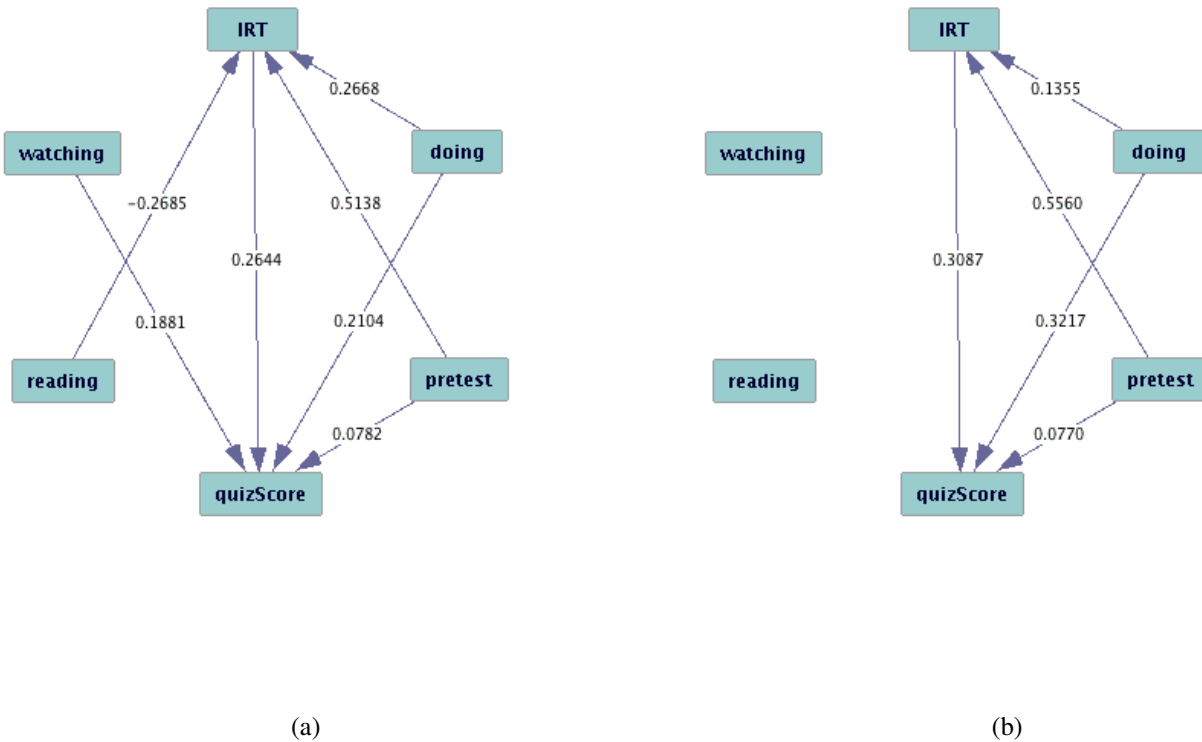 IRT
0.2668
watching
doing
-0.2685
0.5138
0.2644
0.1881
0.2104
reading
pretest
0.0782
quizScore
(a)
IRT
0.1355
watching
doing
0.5560
0.3087
0.3217
reading
pretest
0.0770
quizScore
(b)